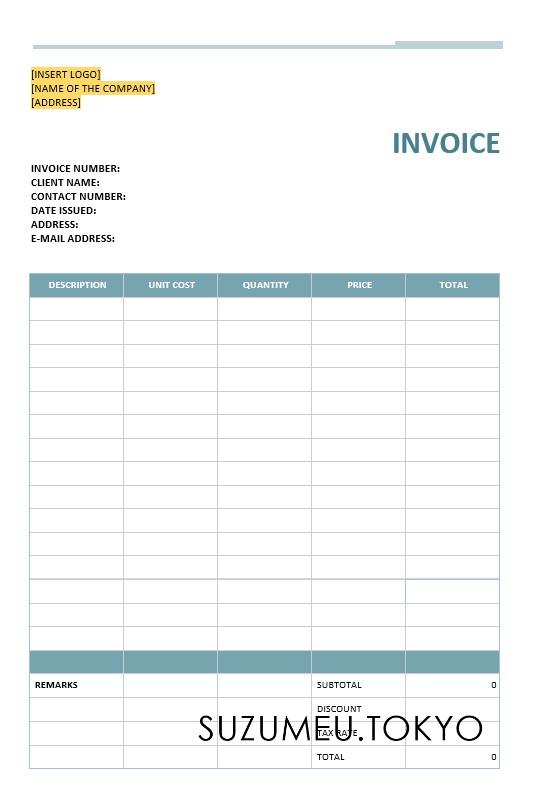 [INSERT LOGO]
[NAME OF THE COMPANY]
[ADDRESS]
INVOICE
INVOICE NUMBER:
CLIENT NAME:
CONTACT NUMBER:
DATE ISSUED:
ADDRESS:
E-MAIL ADDRESS:
DESCRIPTION UNIT COST QUANTITY PRICE TOTAL
REMARKS SUBTOTAL 0
DISCOUNT
TAX RATE
SUZUMEU.TOKYO
TOTAL 0